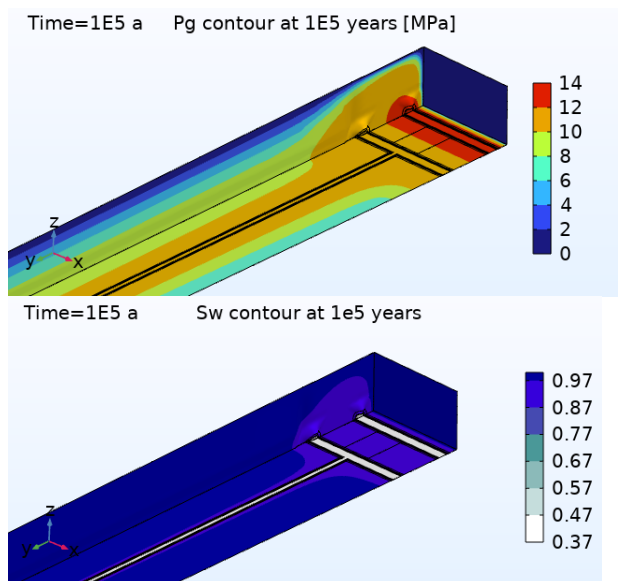 Time=1E5 a Pg contour at 1E5 years [MPa]
14
12
10
8
6
4
2
0
z
y
x
Time=1E5 a Sw contour at 1e5 years
0.97
0.87
0.77
0.67
0.57
0.47
0.37
z
y
x